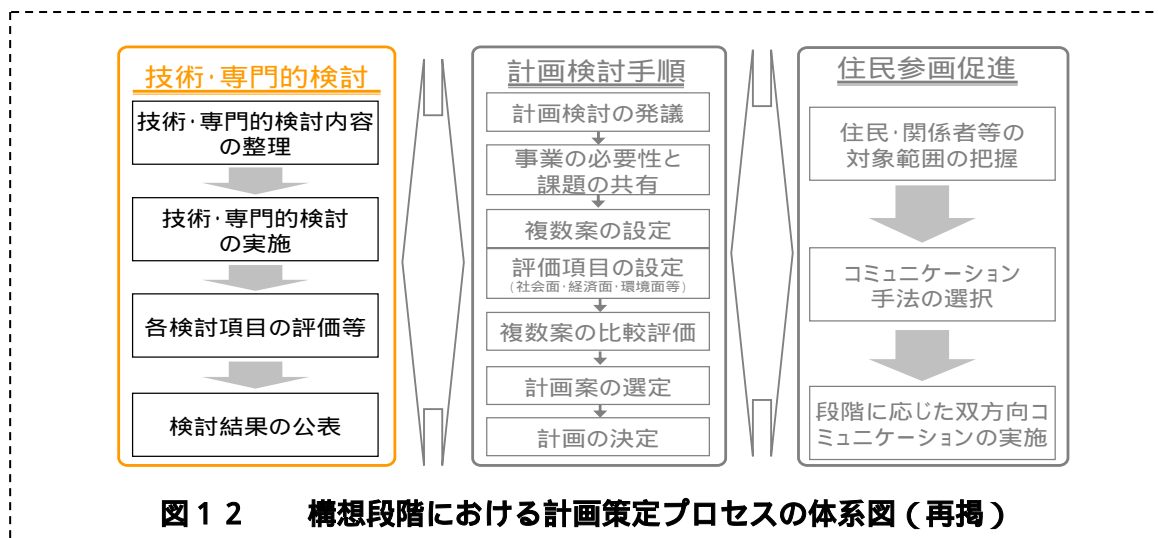 技術･専門的検討
技術･専門的検討内容
の整理
技術･専門的検討
の実施
各検討項目の評価等
検討結果の公表
計画検討手順
計画検討の発議
事業の必要性と
課題の共有
複数案の設定
評価項目の設定
(社会面･経済面･環境面等)
複数案の比較評価
計画案の選定
計画の決定
住民参画促進
住民･関係者等の
対象範囲の把握
コミュニケーション
手法の選択
段階に応じた双方向コ
ミュニケーションの実施
図１２　構想段階における計画策定プロセスの体系図（再掲）